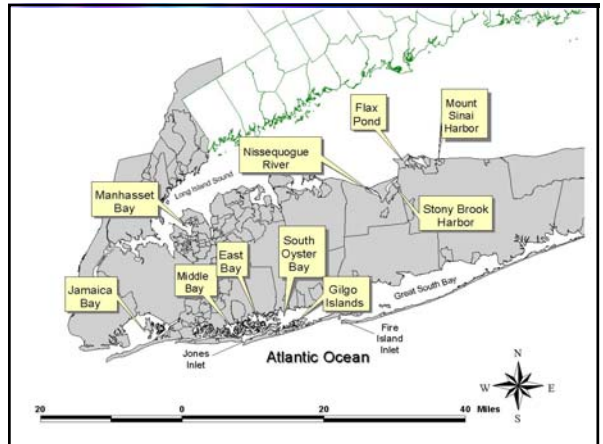 Flax
Pond
Mount
Sinai
Harbor
Nissequogue
River
Long Island Sound
Manhasset
Bay
Stony Brook
Harbor
South
Oyster
Bay
East
Bay
Middle
Bay
Gilgo
Islands
Jamaica
Bay
Great South Bay
Fire
Island
Inlet
Jones
Inlet
Atlantic Ocean
N
W E
S
20 0 20 40 Miles